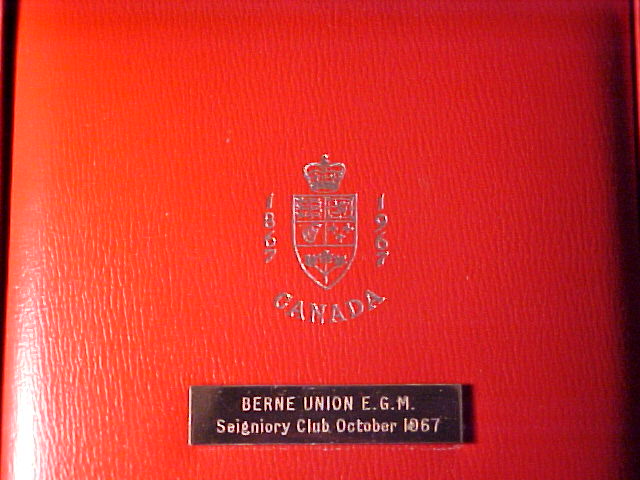 1867 1967
CANADA
BERNE UNION E.G.M.
Seigniory Club October 1967